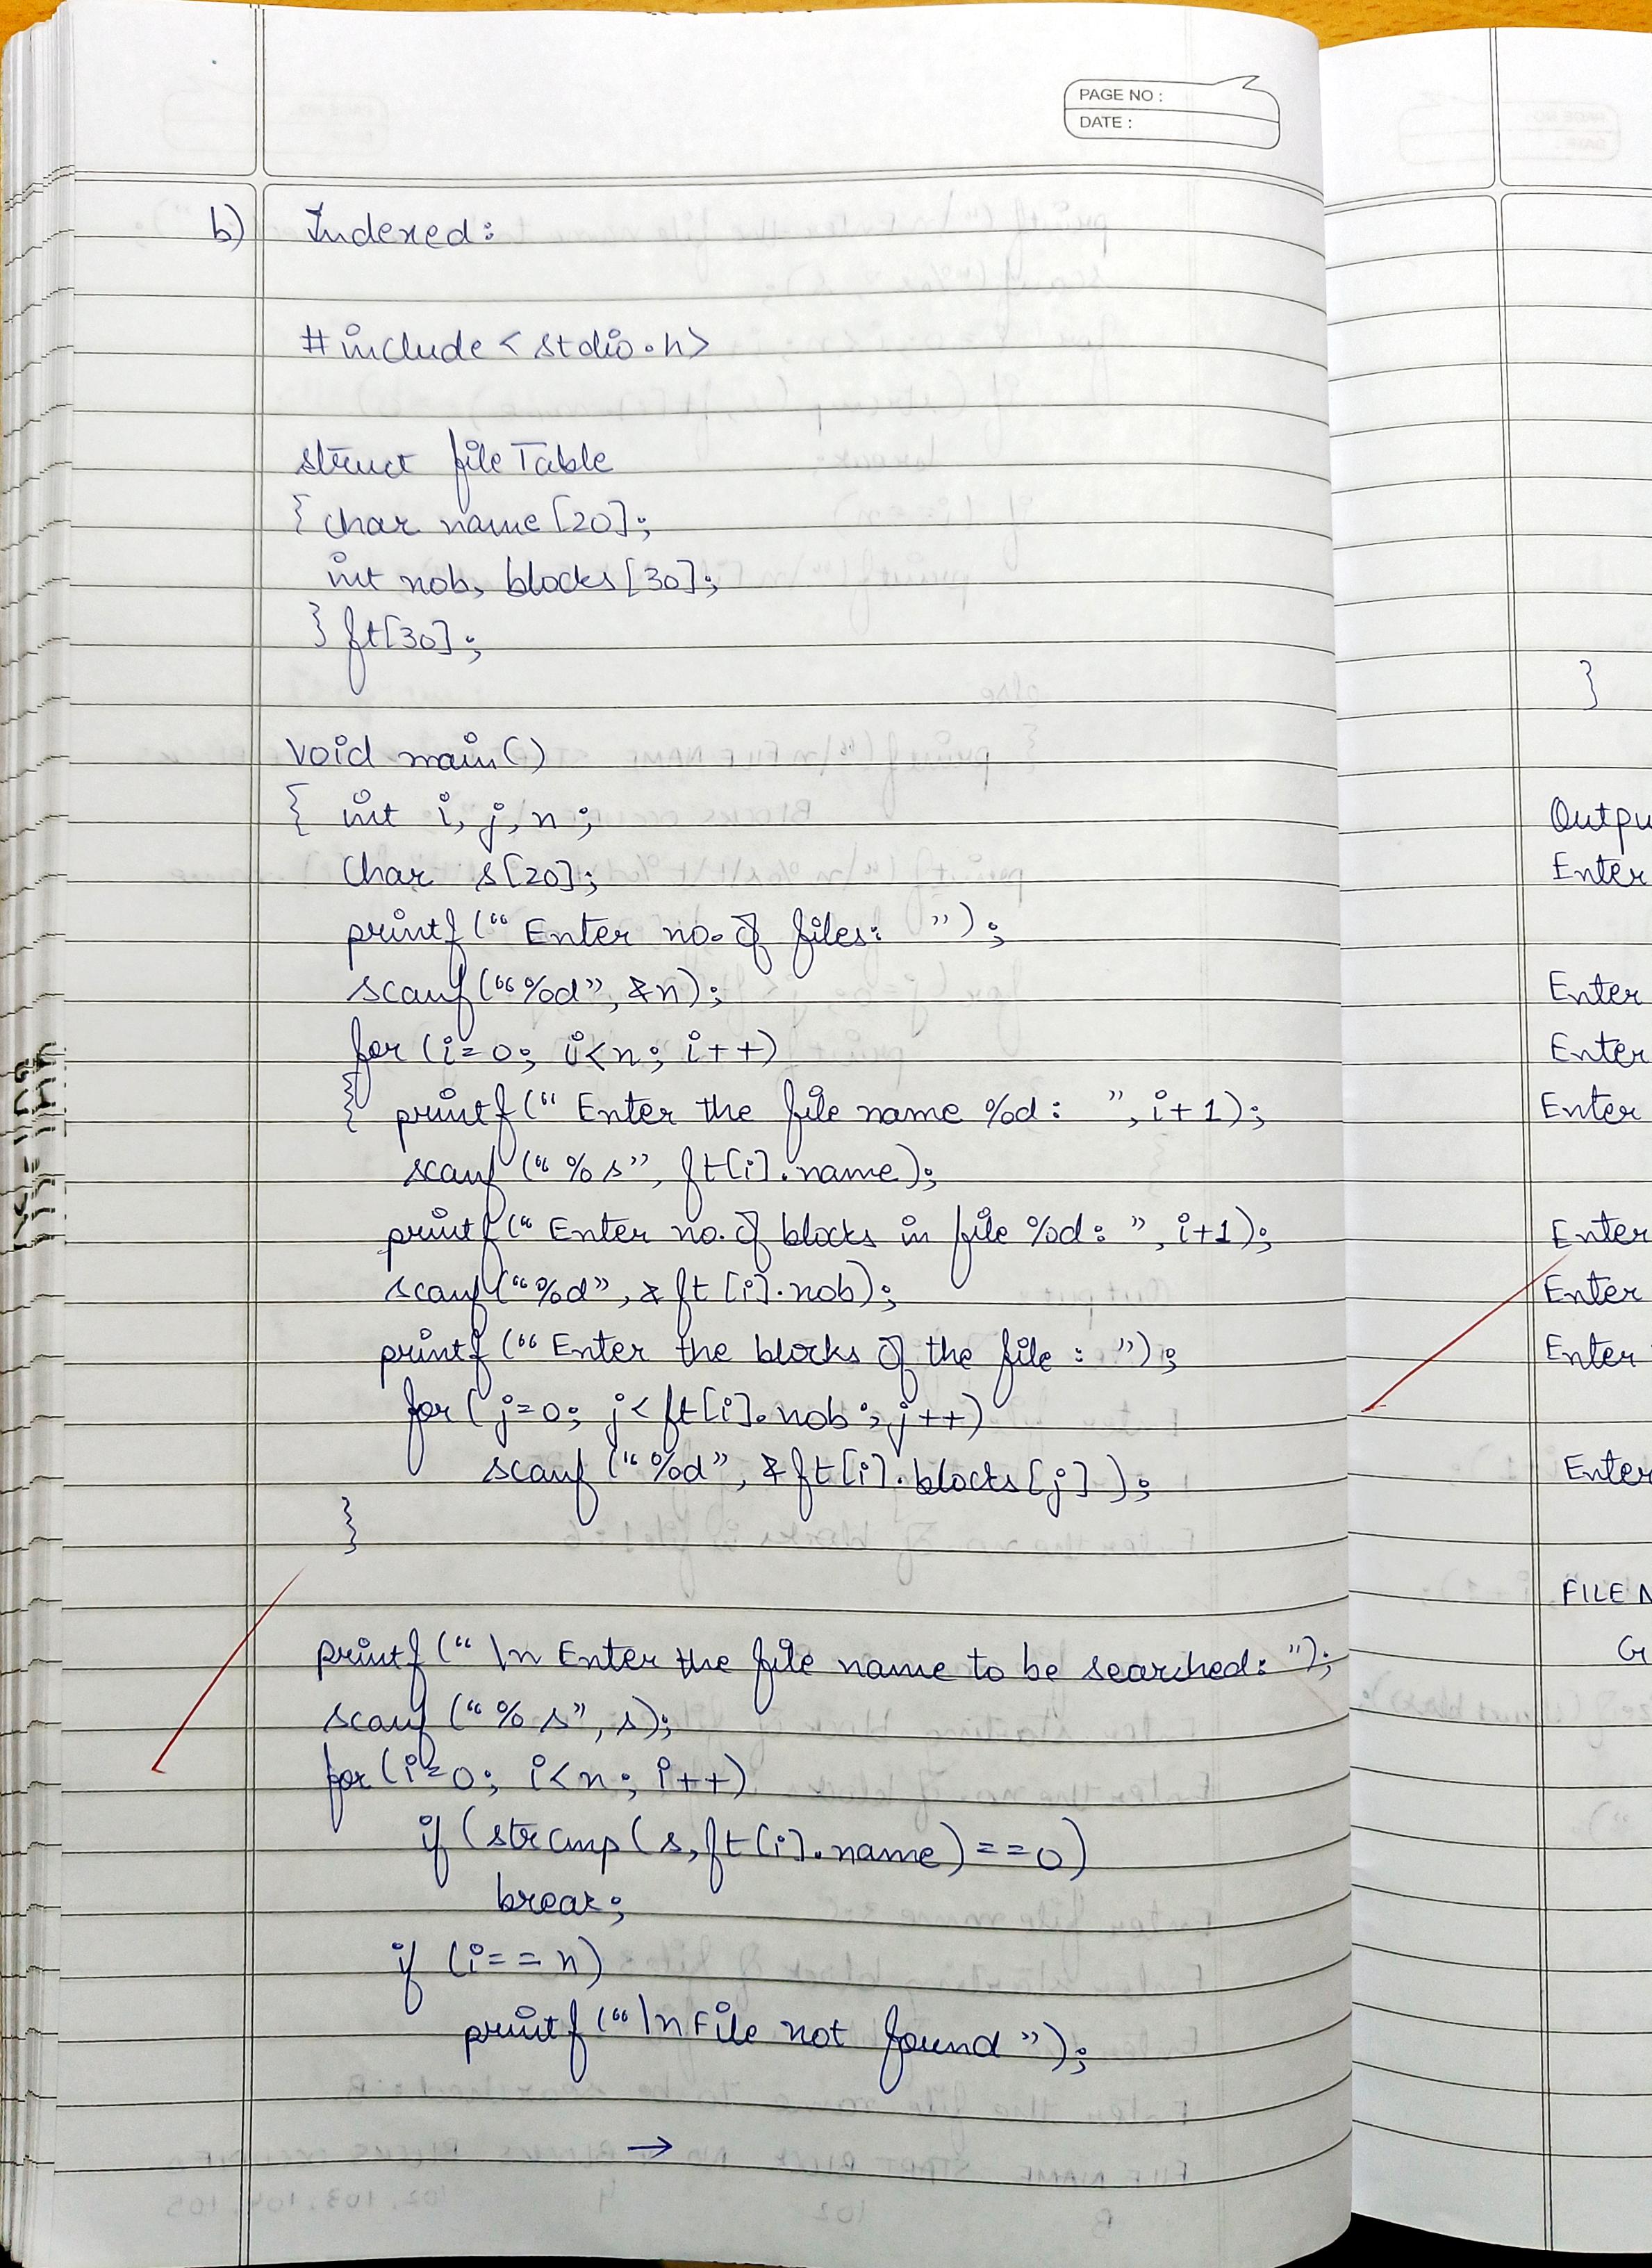 PAGE NO :
DATE :
b) Indexed:
#include < stdio.h>
struct fileTable
{ char name [20];
int nob, blocks [30];
} ft[30];
void main()
{ int i, j, n ;
char s[20];
printf (“ Enter no. of files: ”) ;
scanf (“%d”, &n);
for (i=0; i<n; i++)
{ printf (“ Enter the file name %d: ”, i+1);
scanf (“%s”, ft[i].name);
printf (“ Enter no. of blocks in file %d: ”, i+1);
scanf (“%d”, &ft [i].nob);
printf (“ Enter the blocks of the file : ”);
for ( j=0; j< ft[i].nob ; j++)
scanf (“%d”, &ft[i].blocks [j] );
}
printf (“ \n Enter the file name to be searched: ”);
scanf (“%s”, s);
for (i=0; i<n; i++)
if (strcmp (s, ft[i].name) ==0)
break;
if (i== n)
printf (“\nFile not found ”);
→
}
Outpu
Enter
Enter
Enter
Enter
Enter
Enter
Enter
Enter
FILE N